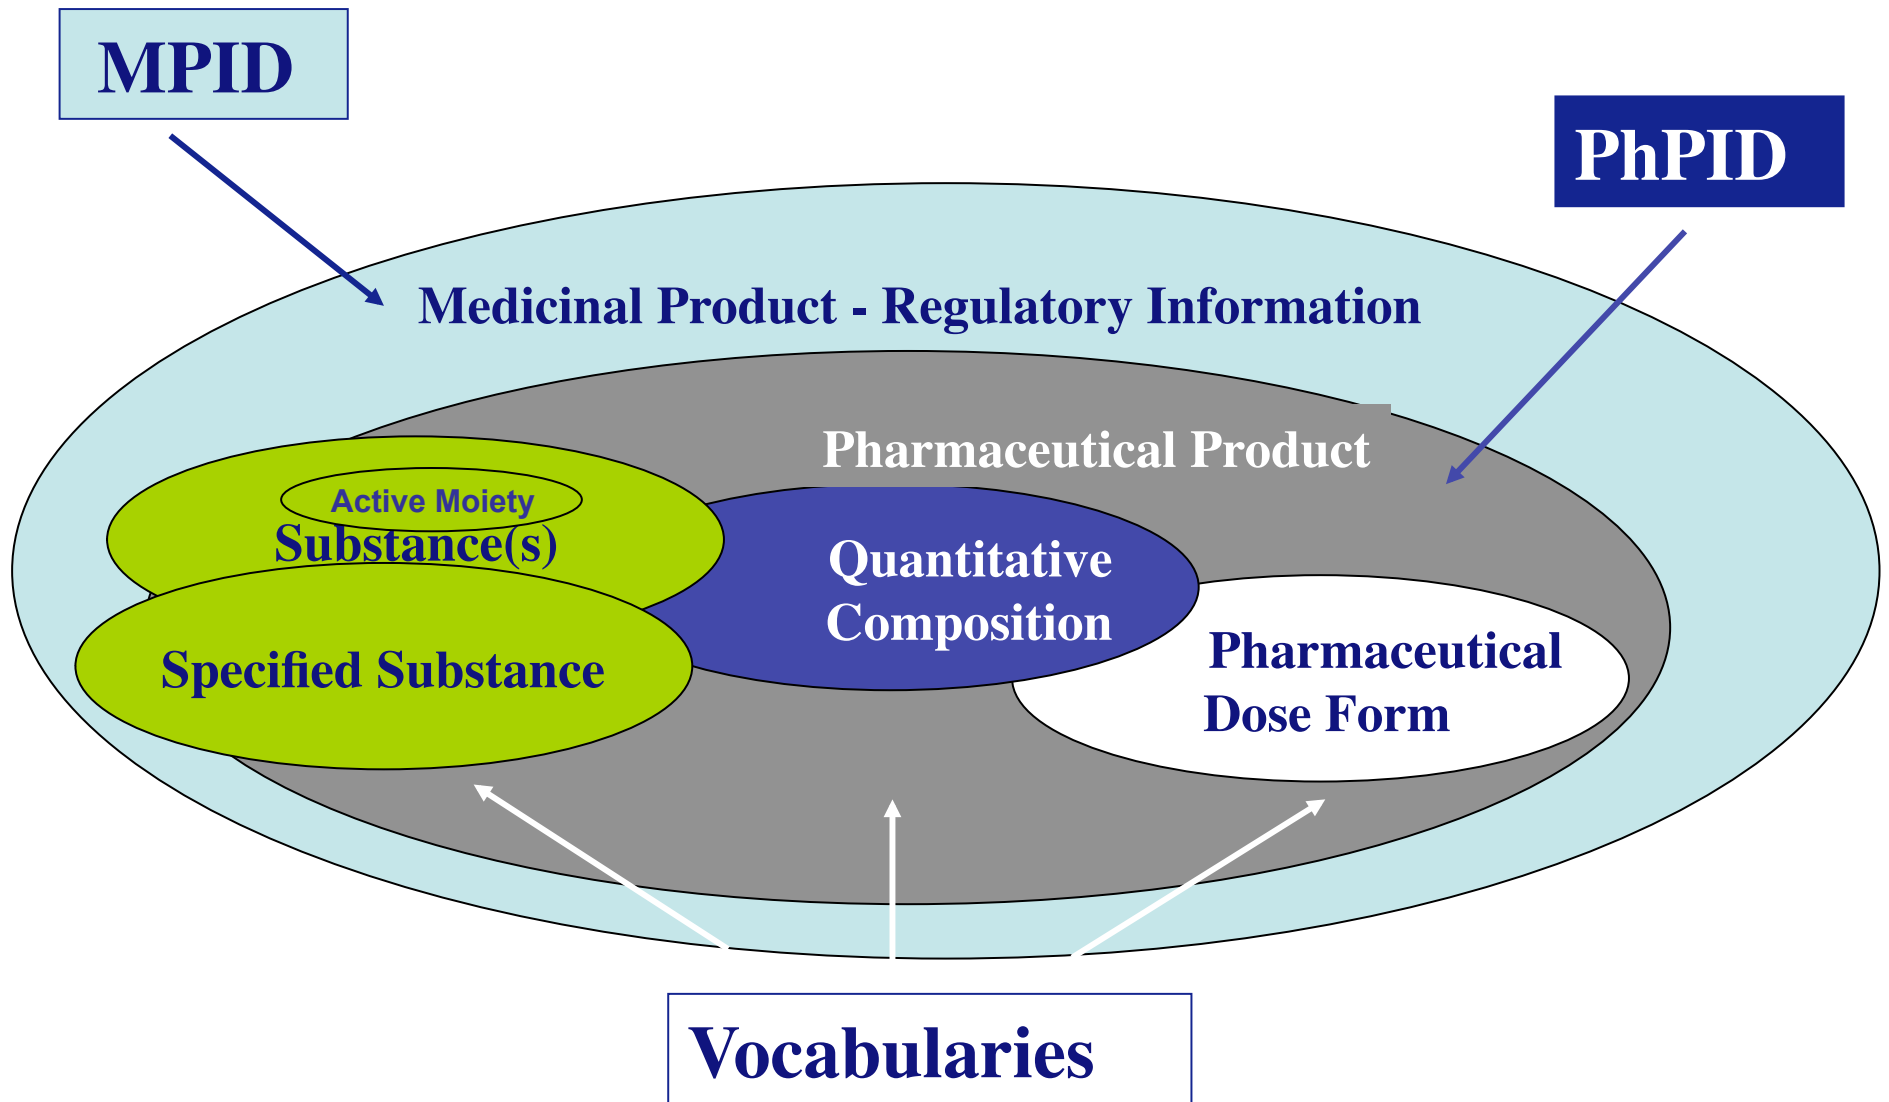 MPID
PhPID
Medicinal Product - Regulatory Information
Pharmaceutical Product
Active Moiety
Substance(s)
Quantitative
Composition
Specified Substance
Pharmaceutical
Dose Form
Vocabularies